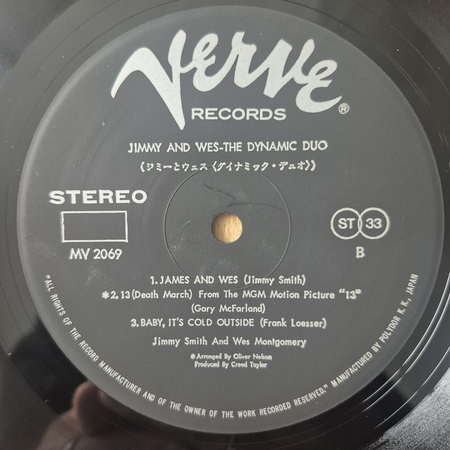 VERVE
RECORDS ®
JIMMY AND WES-THE DYNAMIC DUO
《ジミーとウェス〈ダイナミック・デュオ〉》
STEREO
ST 33
MV 2069
B
1. JAMES AND WES (Jimmy Smith)
*2. 13 (Death March) From The MGM Motion Picture "13"
(Gary McFarland)
3. BABY, IT'S COLD OUTSIDE (Frank Loesser)
Jimmy Smith And Wes Montgomery
*Arranged By Oliver Nelson
Produced By Creed Taylor
"ALL RIGHTS OF THE RECORD MANUFACTURER AND OF THE OWNER OF THE WORK RECORDED RESERVED." MANUFACTURED BY POLYDOR K. K., JAPAN